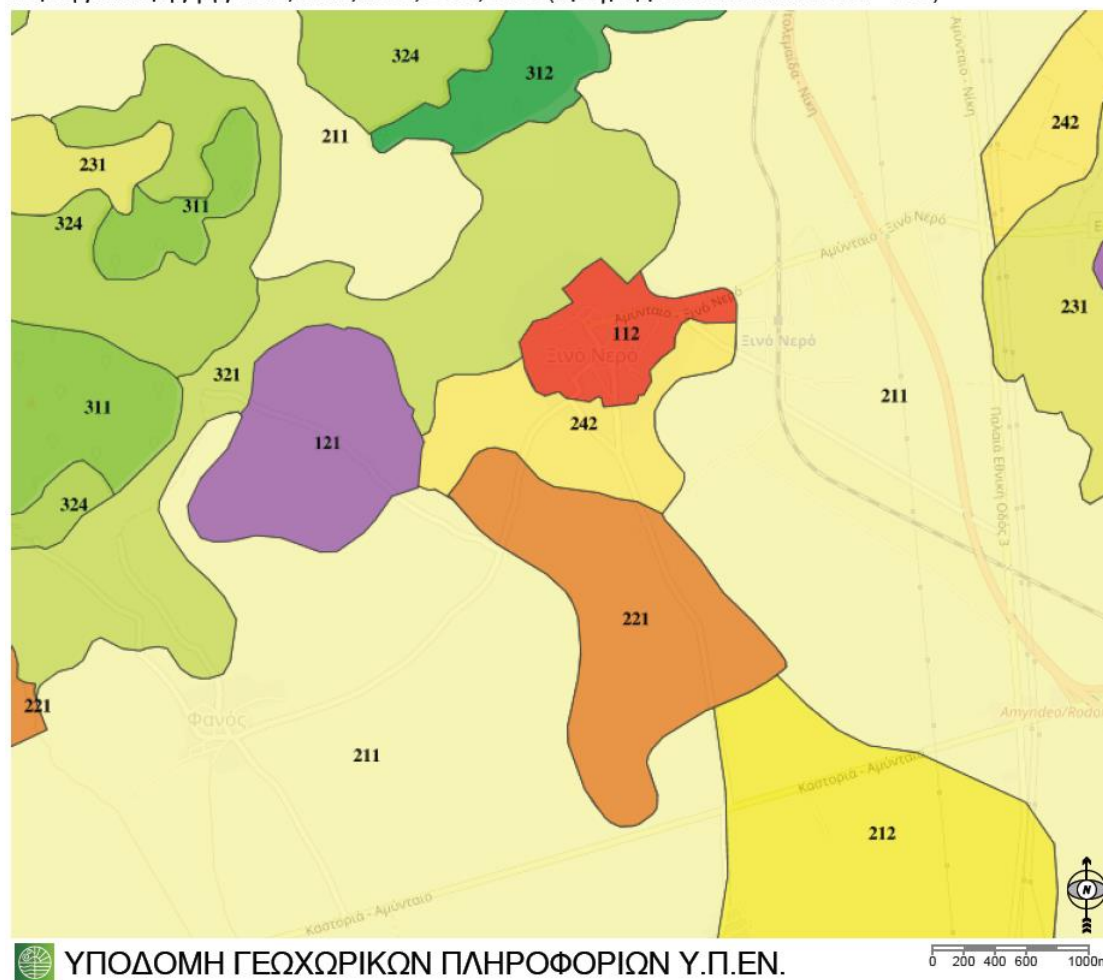 324
312
Πτολεμαΐδα - Νίκη
Αμύνταιο - Νίκη
211
242
231
311
324
Αμύνταιο - Ξινό Νερό
231
Αμύνταιο - Ξινό Νερό
112
Ξινό Νερό
Ξινό Νερό
321
311
211
242
121
Παλαιά Εθνική Οδός 3
324
221
221
Φανός
Amyndeo/Rodo
211
Καστοριά - Αμύνταιο
212
Καστοριά - Αμύνταιο
N
ΥΠΟΔΟΜΗ ΓΕΩΧΩΡΙΚΩΝ ΠΛΗΡΟΦΟΡΙΩΝ Υ.Π.ΕΝ.
0 200 400 600 1000m